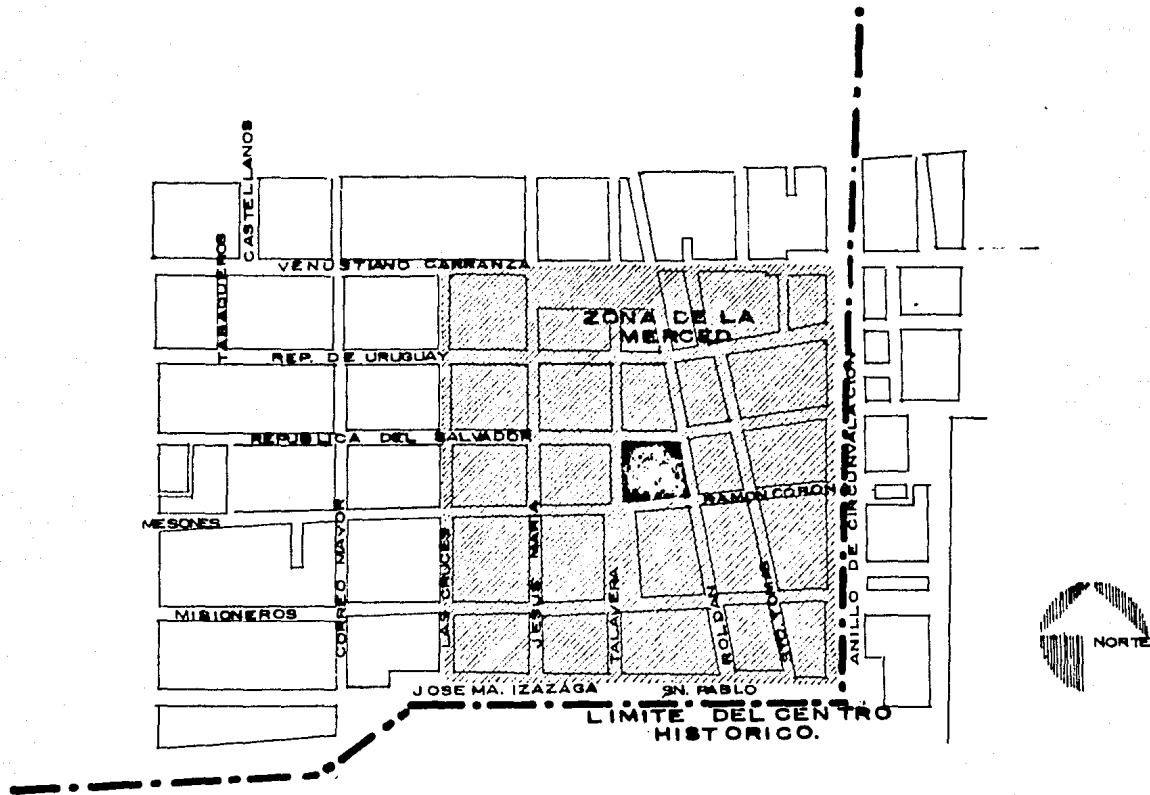 CASTELLANOS
TABAQUEROS
VENUSTIANO CARRANZA
ZONA DE LA
MERCED
REP. DE URUGUAY
REPUBLICA DEL SALVADOR
RAMON CORONA
MESONES
CORREO MAYOR
LAS CRUCES
JESUS MARIA
TALAVERA
ROLDAN
STO. TOMAS
ANILLO DE CIRCUNVALACION
MISIONEROS
NORTE
JOSE MA. IZAZAGA
SN. PABLO
LIMITE DEL CENTRO
HISTORICO.